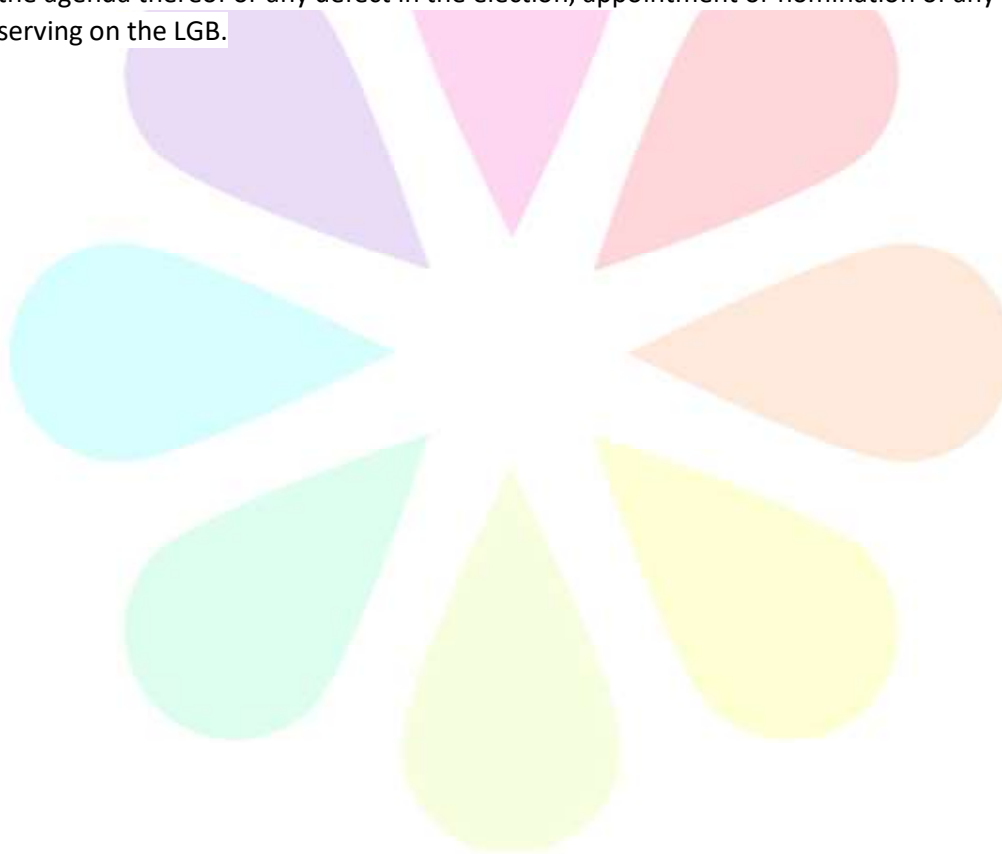 the agenda thereof or any defect in the election, appointment or nomination of any
serving on the LGB.